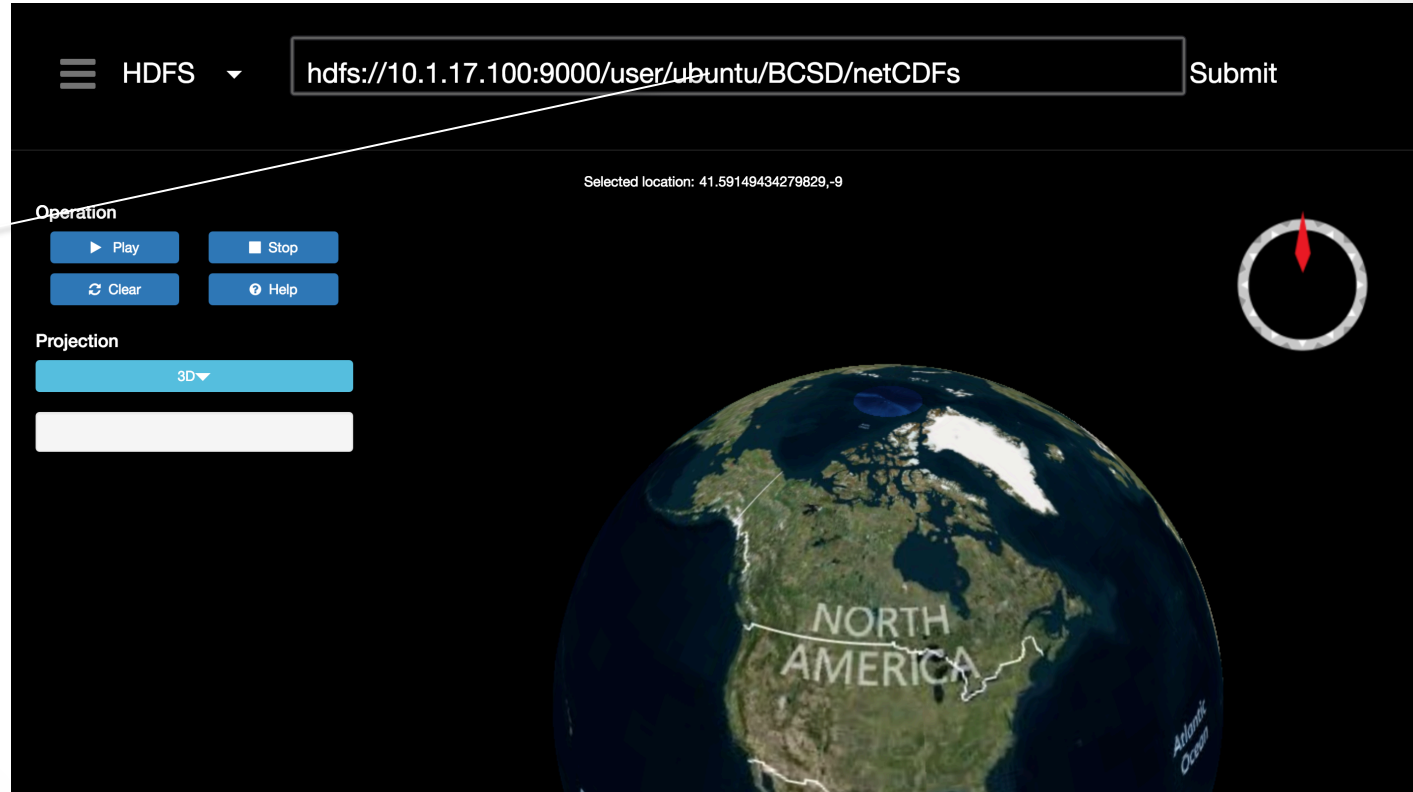 HDFS
hdfs://10.1.17.100:9000/user/ubuntu/BCSD/netCDFs
Submit
Selected location: 41.59149434279829,-9
Operation
Play
Stop
Clear
Help
Projection
3D
NORTH
AMERICA
Atlantic
Ocean